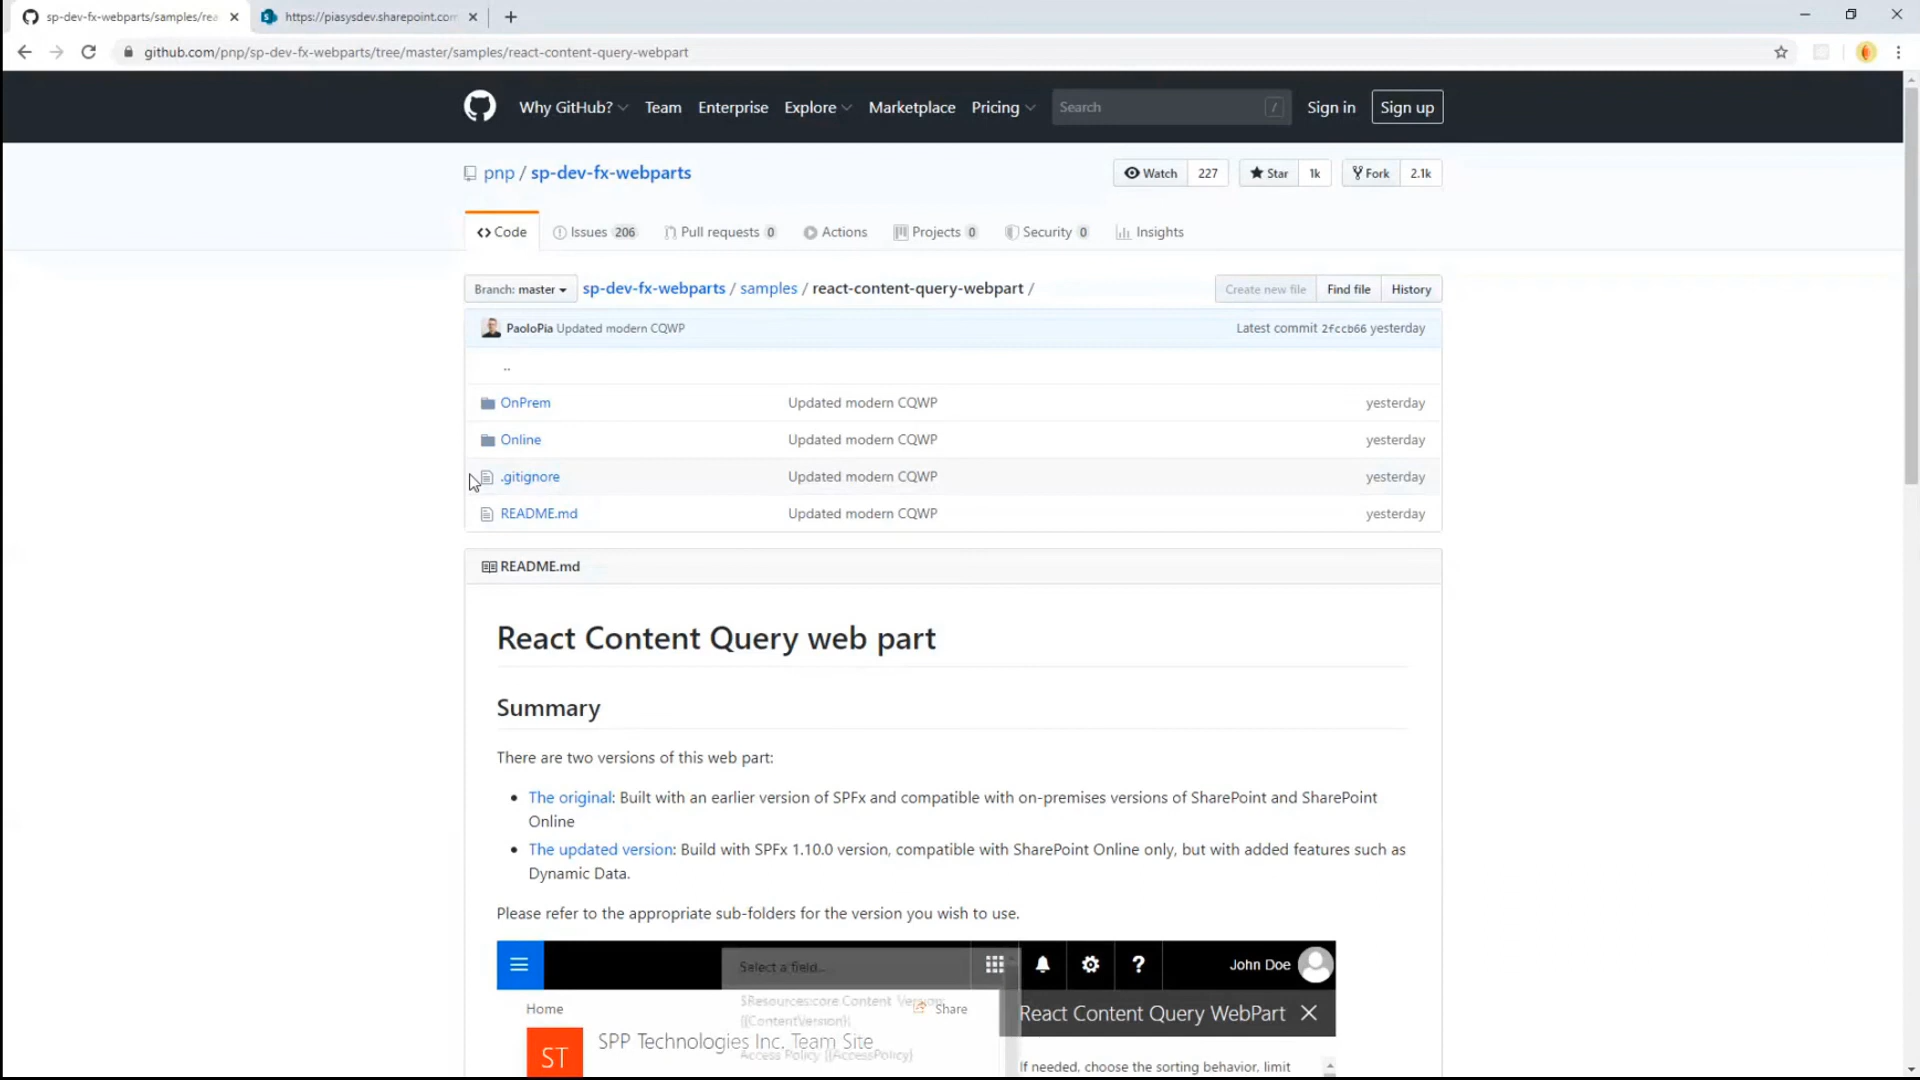 sp-dev-fx-webparts/samples/rea
https://piasysdev.sharepoint.com
github.com/pnp/sp-dev-fx-webparts/tree/master/samples/react-content-query-webpart
Why GitHub? Team Enterprise Explore Marketplace Pricing Search / Sign in Sign up
pnp / sp-dev-fx-webparts Watch 227 Star 1k Fork 2.1k
Code Issues 206 Pull requests 0 Actions Projects 0 Security 0 Insights
Branch: master sp-dev-fx-webparts / samples / react-content-query-webpart / Create new file Find file History
PaoloPia Updated modern CQWP Latest commit 2fccb66 yesterday
..
OnPrem Updated modern CQWP yesterday
Online Updated modern CQWP yesterday
.gitignore Updated modern CQWP yesterday
README.md Updated modern CQWP yesterday
README.md
React Content Query web part
Summary
There are two versions of this web part:
The original: Built with an earlier version of SPFx and compatible with on-premises versions of SharePoint and SharePoint
Online
The updated version: Build with SPFx 1.10.0 version, compatible with SharePoint Online only, but with added features such as
Dynamic Data.
Please refer to the appropriate sub-folders for the version you wish to use.
Select a field... ? John Doe
$Resources:core Content Version;
Home Share
React Content Query WebPart
{{ContentVersion}}
ST SPP Technologies Inc. Team Site
Access Policy {{AccessPolicy}}
If needed, choose the sorting behavior, limit